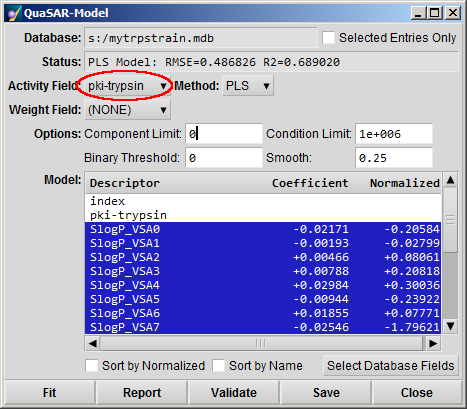 QuaSAR-Model
Database: s:/mytrpstrain.mdb Selected Entries Only
Status: PLS Model: RMSE=0.486826 R2=0.689020
Activity Field: pki-trypsin Method: PLS
Weight Field: (NONE)
Options: Component Limit: 0 Condition Limit: 1e+006
Binary Threshold: 0 Smooth: 0.25
Model: Descriptor Coefficient Normalized
index
pki-trypsin
SlogP_VSA0 -0.02171 -0.20584
SlogP_VSA1 -0.00193 -0.02799
SlogP_VSA2 +0.00466 +0.08061
SlogP_VSA3 +0.00788 +0.20818
SlogP_VSA4 +0.02984 +0.30036
SlogP_VSA5 -0.00944 -0.23922
SlogP_VSA6 +0.01855 +0.07771
SlogP_VSA7 -0.02546 -1.79621
Sort by Normalized Sort by Name Select Database Fields
Fit Report Validate Save Close